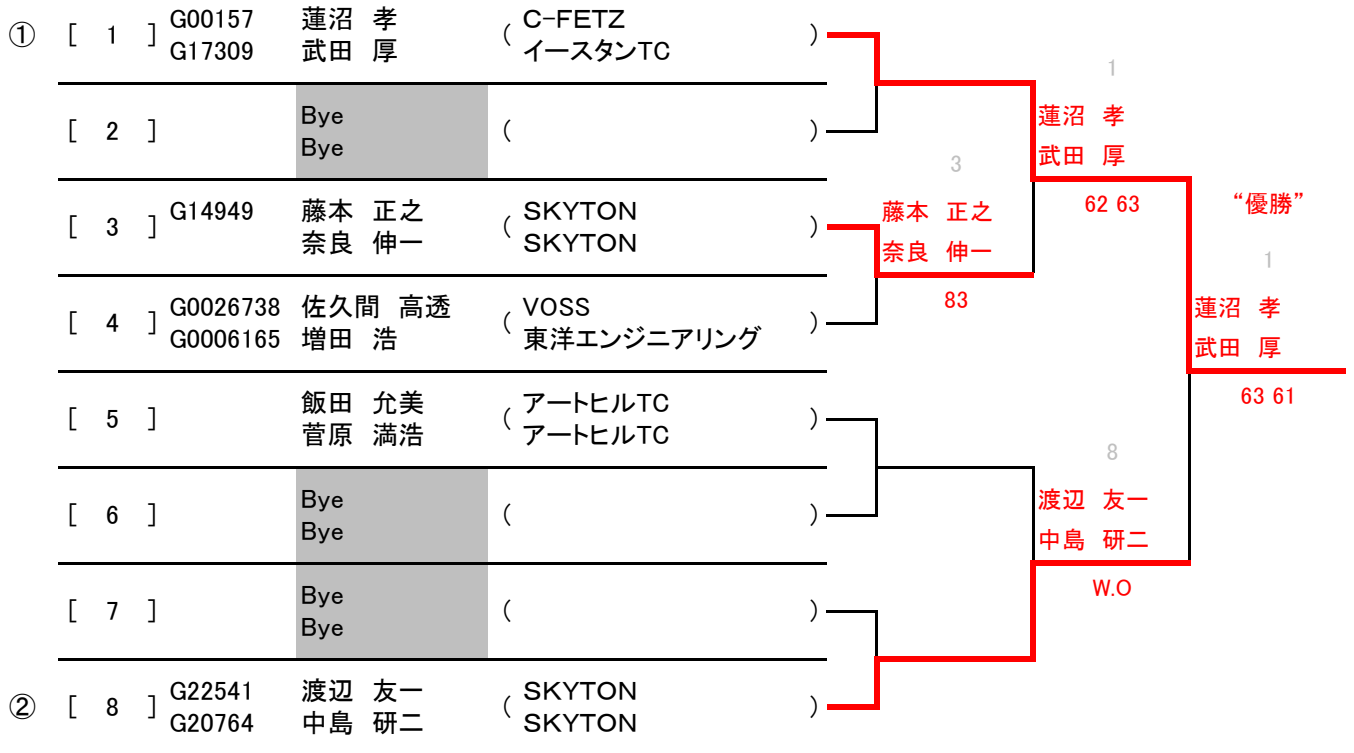 ① [ 1 ] G00157 蓮沼 孝 ( C-FETZ )
G17309 武田 厚 イースタンTC
[ 2 ] Bye ( )
Bye
[ 3 ] G14949 藤本 正之 ( SKYTON )
奈良 伸一 SKYTON
[ 4 ] G0026738 佐久間 高透 ( VOSS )
G0006165 増田 浩 東洋エンジニアリング
[ 5 ] 飯田 允美 ( アートヒルTC )
菅原 満浩 アートヒルTC
[ 6 ] Bye ( )
Bye
[ 7 ] Bye ( )
Bye
② [ 8 ] G22541 渡辺 友一 ( SKYTON )
G20764 中島 研二 SKYTON
3
藤本 正之
奈良 伸一
83
1
蓮沼 孝
武田 厚
62 63
8
渡辺 友一
中島 研二
W.O
“優勝”
1
蓮沼 孝
武田 厚
63 61